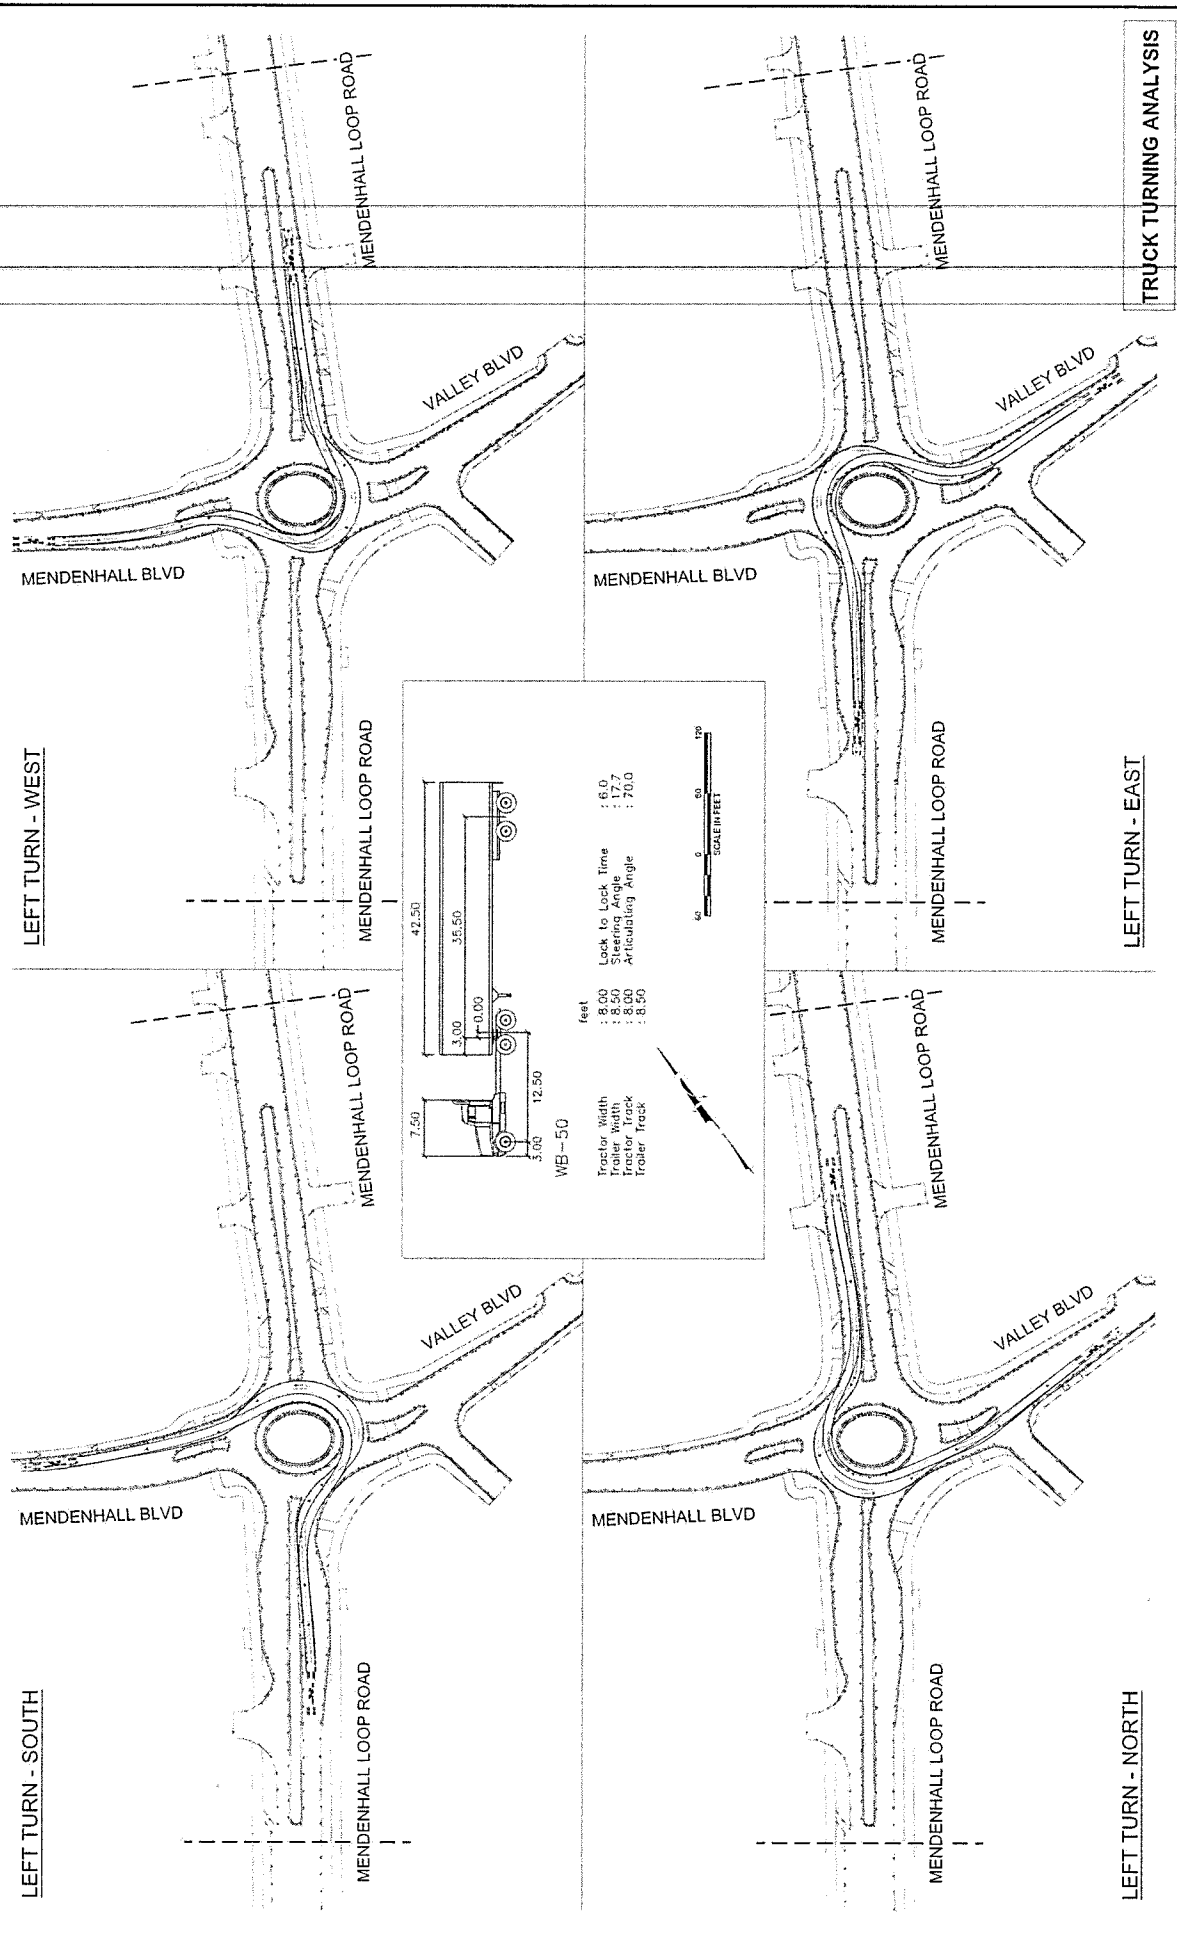 LEFT TURN - SOUTH
MENDENHALL BLVD
VALLEY BLVD
MENDENHALL LOOP ROAD
MENDENHALL LOOP ROAD
LEFT TURN - WEST
MENDENHALL BLVD
VALLEY BLVD
MENDENHALL LOOP ROAD
MENDENHALL LOOP ROAD
7.50
42.50
3.00
35.50
0.00
3.00
12.50
WB-50
feet
Tractor Width : 8.00 Lock to Lock Time : 6.0
Trailer Width : 8.50 Steering Angle : 17.7
Tractor Track : 8.00 Articulating Angle : 70.0
Trailer Track : 8.50
60 0 60 120
SCALE IN FEET
LEFT TURN - NORTH
MENDENHALL BLVD
VALLEY BLVD
MENDENHALL LOOP ROAD
MENDENHALL LOOP ROAD
LEFT TURN - EAST
MENDENHALL BLVD
VALLEY BLVD
MENDENHALL LOOP ROAD
MENDENHALL LOOP ROAD
TRUCK TURNING ANALYSIS